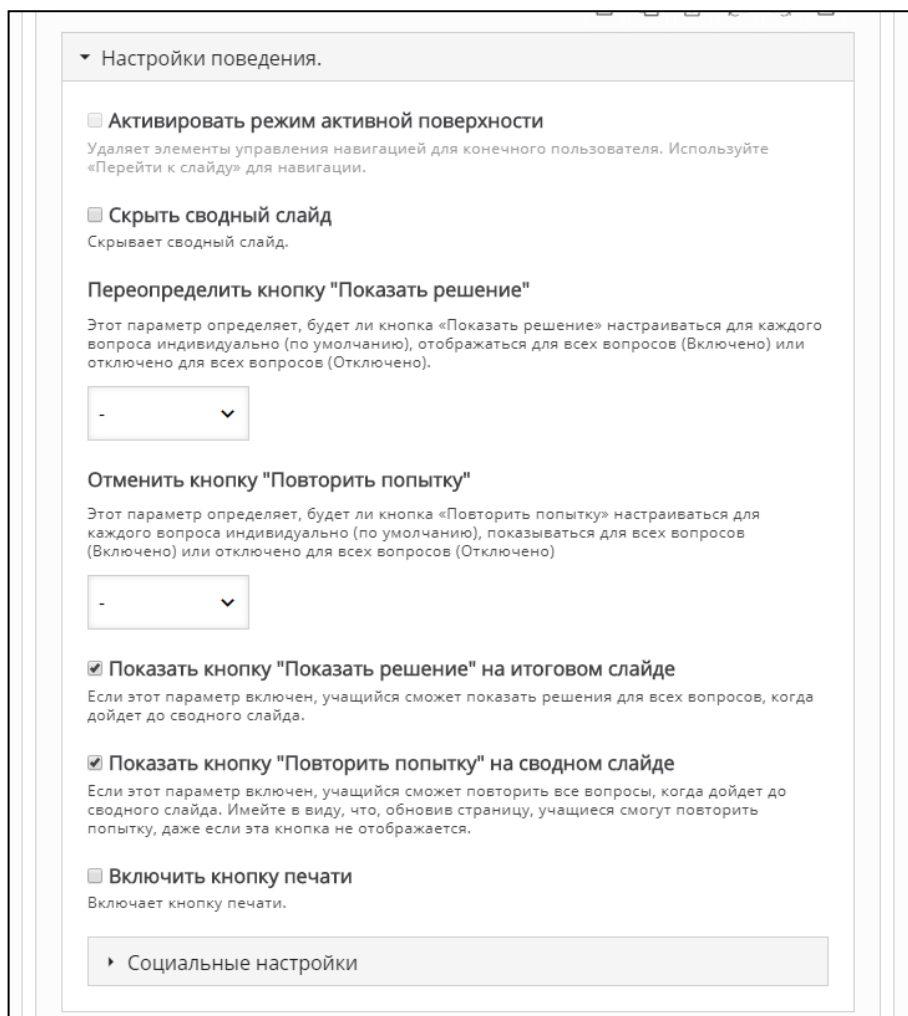 Настройки поведения.
Активировать режим активной поверхности
Удаляет элементы управления навигацией для конечного пользователя. Используйте
«Перейти к слайду» для навигации.
Скрыть сводный слайд
Скрывает сводный слайд.
Переопределить кнопку "Показать решение"
Этот параметр определяет, будет ли кнопка «Показать решение» настраиваться для каждого
вопроса индивидуально (по умолчанию), отображаться для всех вопросов (Включено) или
отключено для всех вопросов (Отключено).
-
Отменить кнопку "Повторить попытку"
Этот параметр определяет, будет ли кнопка «Повторить попытку» настраиваться для
каждого вопроса индивидуально (по умолчанию), показываться для всех вопросов
(Включено) или отключено для всех вопросов (Отключено)
-
Показать кнопку "Показать решение" на итоговом слайде
Если этот параметр включен, учащийся сможет показать решения для всех вопросов, когда
дойдет до сводного слайда.
Показать кнопку "Повторить попытку" на сводном слайде
Если этот параметр включен, учащийся сможет повторить все вопросы, когда дойдет до
сводного слайда. Имейте в виду, что, обновив страницу, учащиеся смогут повторить
попытку, даже если эта кнопка не отображается.
Включить кнопку печати
Включает кнопку печати.
Социальные настройки